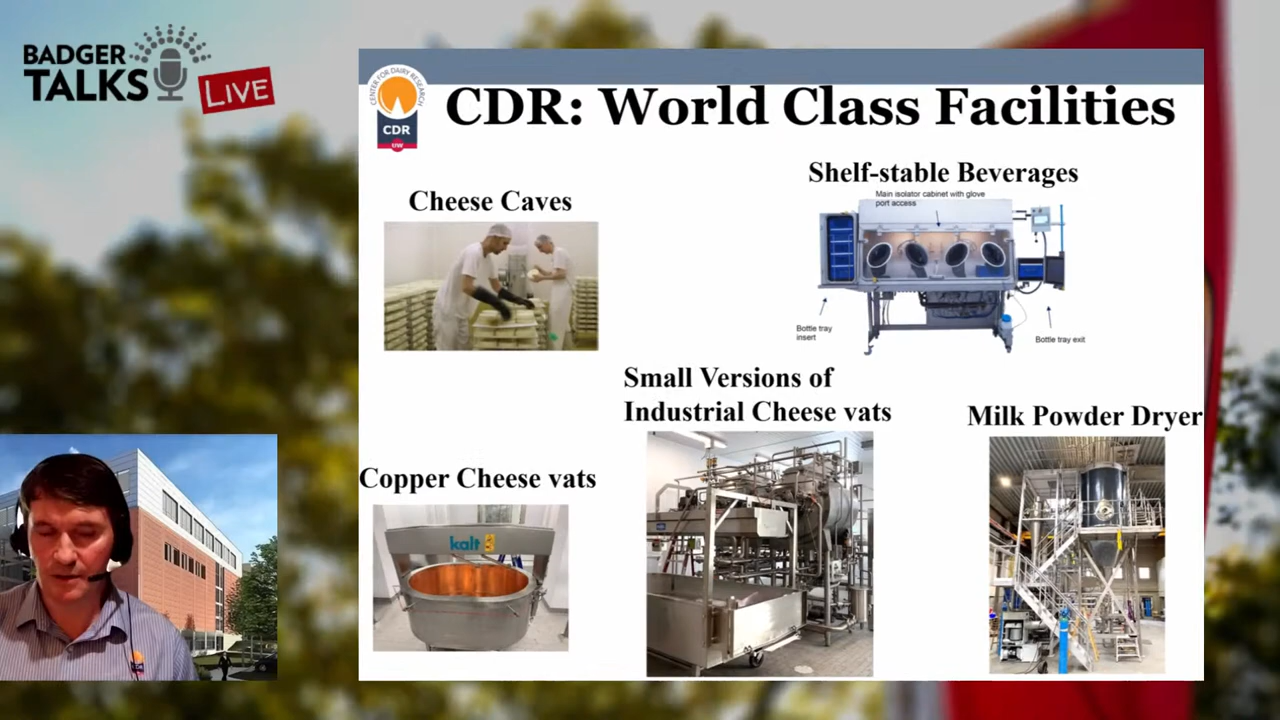 BADGER
TALKS
LIVE
CENTER FOR DAIRY RESEARCH
CDR
UW
CDR: World Class Facilities
Shelf-stable Beverages
Main isolator cabinet with glove
port access
Cheese Caves
Bottle tray
insert
Bottle tray exit
Small Versions of
Industrial Cheese vats
Milk Powder Dryer
Copper Cheese vats
kalt
CDR